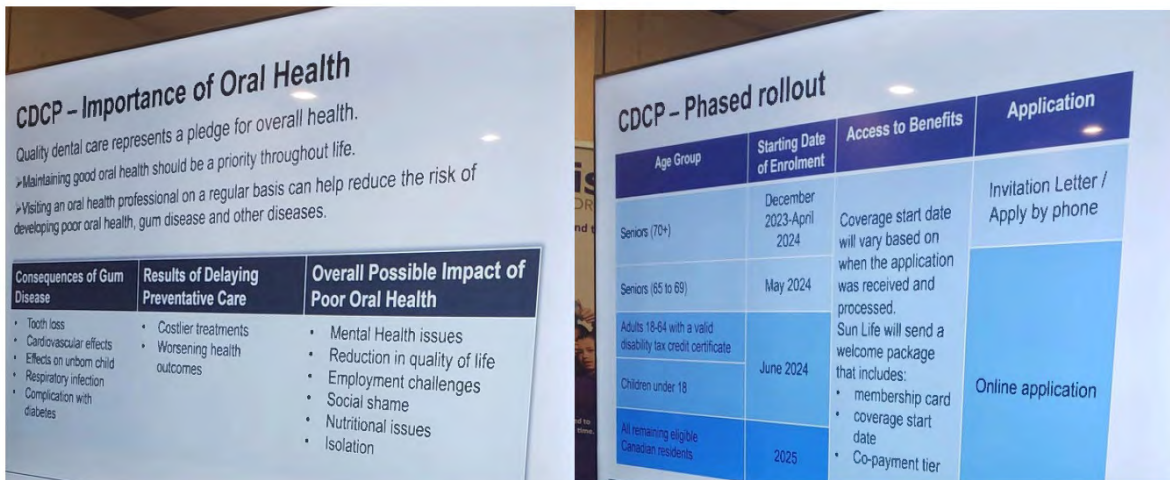 CDCP – Importance of Oral Health
Quality dental care represents a pledge for overall health.
➢Maintaining good oral health should be a priority throughout life.
➢Visiting an oral health professional on a regular basis can help reduce the risk of
developing poor oral health, gum disease and other diseases.
Consequences of Gum
Disease
• Tooth loss
• Cardiovascular effects
• Effects on unborn child
• Respiratory infection
• Complication with
diabetes
Results of Delaying
Preventative Care
• Costlier treatments
• Worsening health
outcomes
Overall Possible Impact of
Poor Oral Health
• Mental Health issues
• Reduction in quality of life
• Employment challenges
• Social shame
• Nutritional issues
• Isolation
CDCP – Phased rollout
Age Group
Starting Date
of Enrolment
Access to Benefits
Application
Seniors (70+)
December
2023-April
2024
Seniors (65 to 69)
May 2024
Adults 18-64 with a valid
disability tax credit certificate
Children under 18
June 2024
All remaining eligible
Canadian residents
2025
Coverage start date
will vary based on
when the application
was received and
processed.
Sun Life will send a
welcome package
that includes:
• membership card
• coverage start
date
• Co-payment tier
Invitation Letter /
Apply by phone
Online application